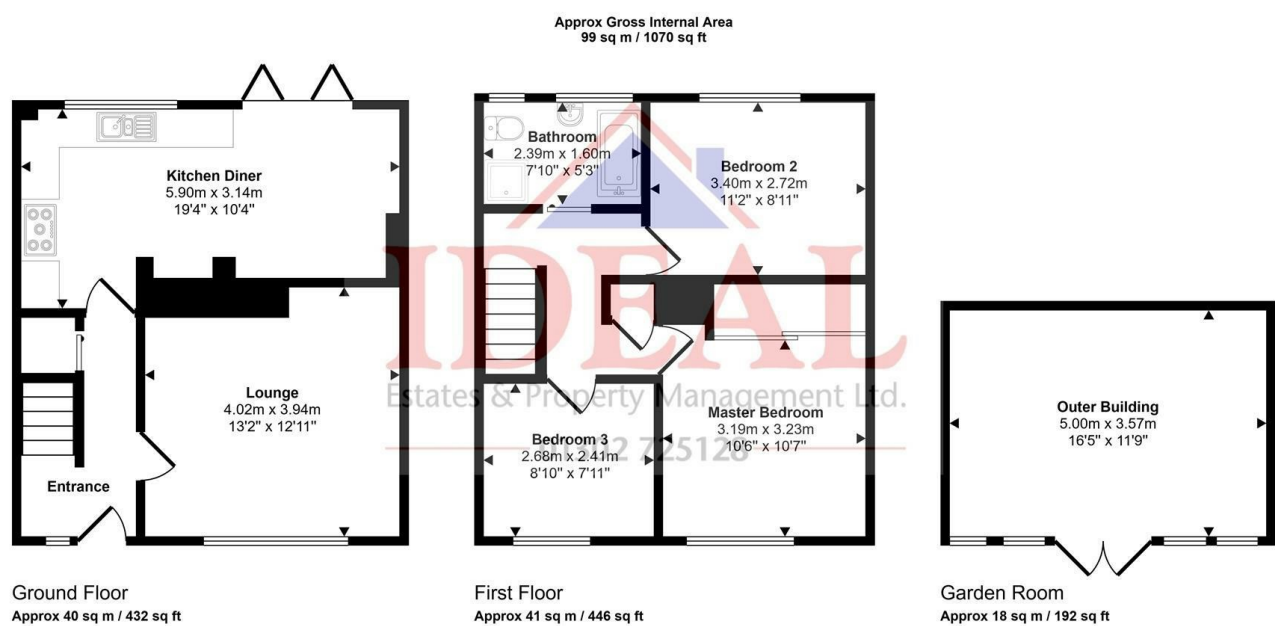 Approx Gross Internal Area
99 sq m / 1070 sq ft
Kitchen Diner
5.90m x 3.14m
19'4" x 10'4"
Lounge
4.02m x 3.94m
13'2" x 12'11"
Entrance
Ground Floor
Approx 40 sq m / 432 sq ft
Bathroom
2.39m x 1.60m
7'10" x 5'3"
Bedroom 2
3.40m x 2.72m
11'2" x 8'11"
Master Bedroom
3.19m x 3.23m
10'6" x 10'7"
Bedroom 3
2.68m x 2.41m
8'10" x 7'11"
First Floor
Approx 41 sq m / 446 sq ft
Outer Building
5.00m x 3.57m
16'5" x 11'9"
Garden Room
Approx 18 sq m / 192 sq ft
IDEAL
Estates & Property Management Ltd.
01302 725128